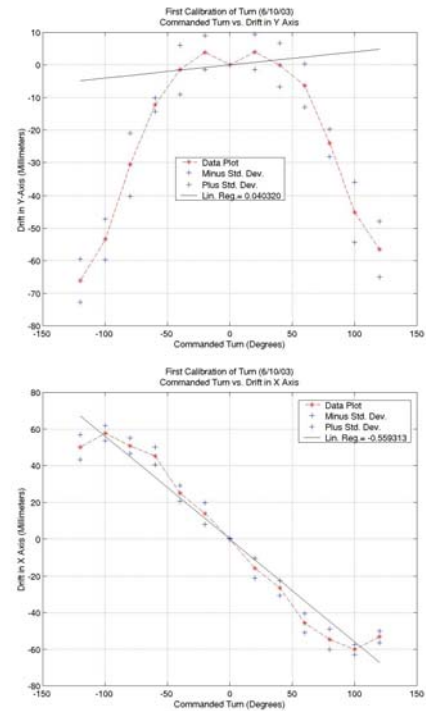 First Calibration of Turn (6/10/03)
Commanded Turn vs. Drift in Y Axis
10
0
-10
-20
-30
-40
-50
-60
-70
-80
Drift in Y-Axis (Millimeters)
Data Plot
Minus Std. Dev.
Plus Std. Dev.
Lin. Reg.= 0.040320
-150
-100
-50
0
50
100
150
Commanded Turn (Degrees)
First Calibration of Turn (6/10/03)
Commanded Turn vs. Drift in X Axis
80
60
40
20
0
-20
-40
-60
-80
Drift in X Axis (Millimeters)
Data Plot
Minus Std. Dev.
Plus Std. Dev.
Lin. Reg.= -0.559313
-150
-100
-50
0
50
100
150
Commanded Turn (Degrees)